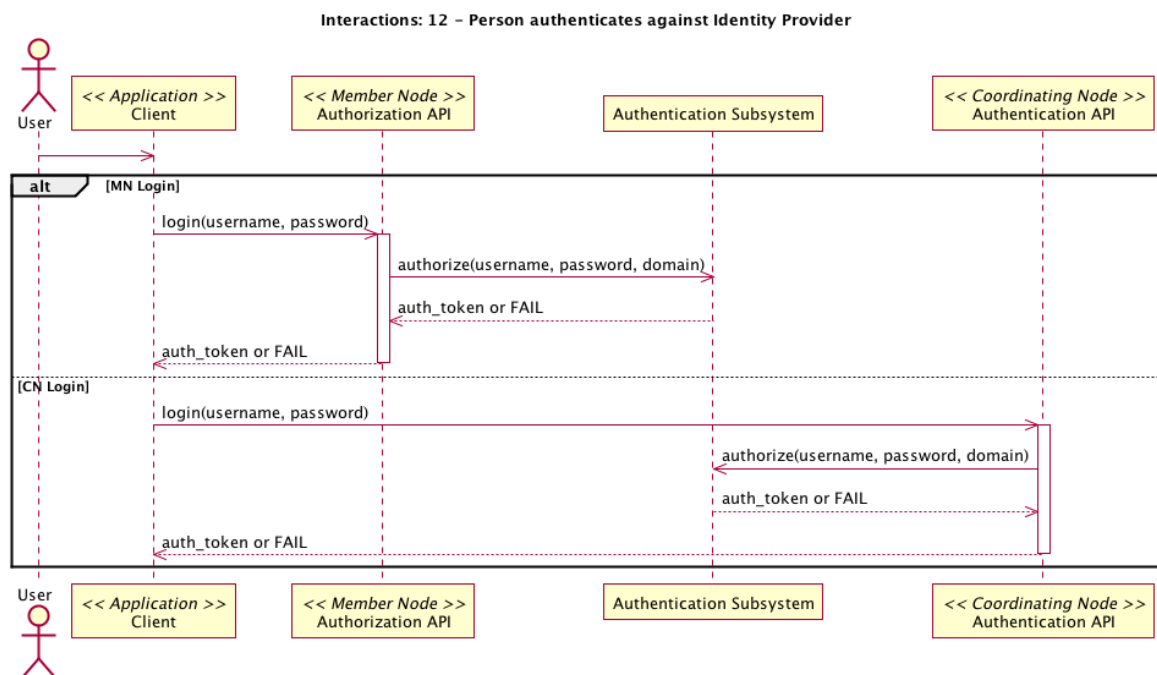 Interactions: 12 – Person authenticates against Identity Provider
User
<< Application >>
Client
<< Member Node >>
Authorization API
Authentication Subsystem
<< Coordinating Node >>
Authentication API
alt
[MN Login]
login(username, password)
authorize(username, password, domain)
auth_token or FAIL
auth_token or FAIL
[CN Login]
login(username, password)
authorize(username, password, domain)
auth_token or FAIL
auth_token or FAIL
User
<< Application >>
Client
<< Member Node >>
Authorization API
Authentication Subsystem
<< Coordinating Node >>
Authentication API